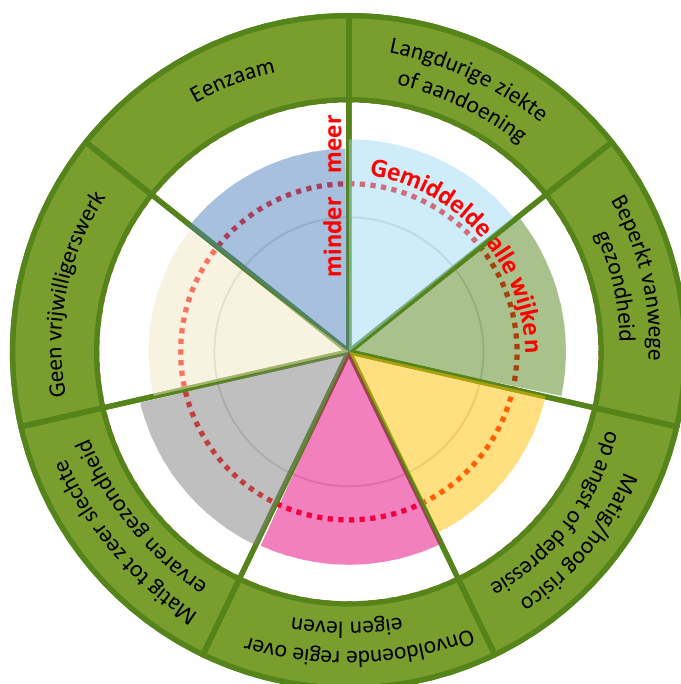 Langdurige ziekte
of aandoening
Beperkt vanwege
gezondheid
Matig/hoog risico
op angst of depressie
Onvoldoende regie over
eigen leven
Matig tot zeer slechte
ervaren gezondheid
Geen vrijwilligerswerk
Eenzaam
minder meer
Gemiddelde alle wijken